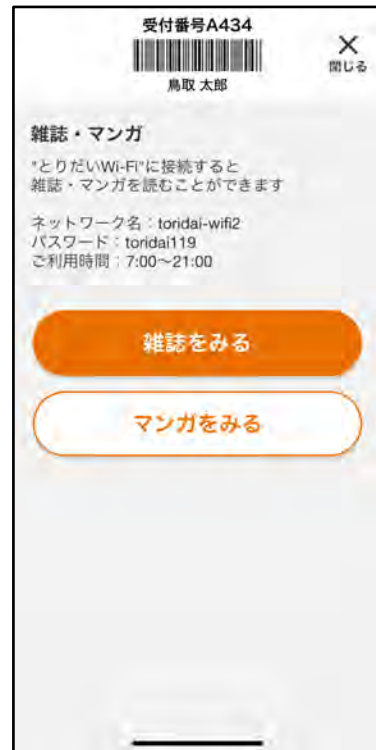 受付番号A434
閉じる
鳥取 太郎
雑誌・マンガ
"とりだいWi-Fi"に接続すると
雑誌・マンガを読むことができます
ネットワーク名：toridai-wifi2
パスワード：toridai119
ご利用時間：7:00〜21:00
雑誌をみる
マンガをみる